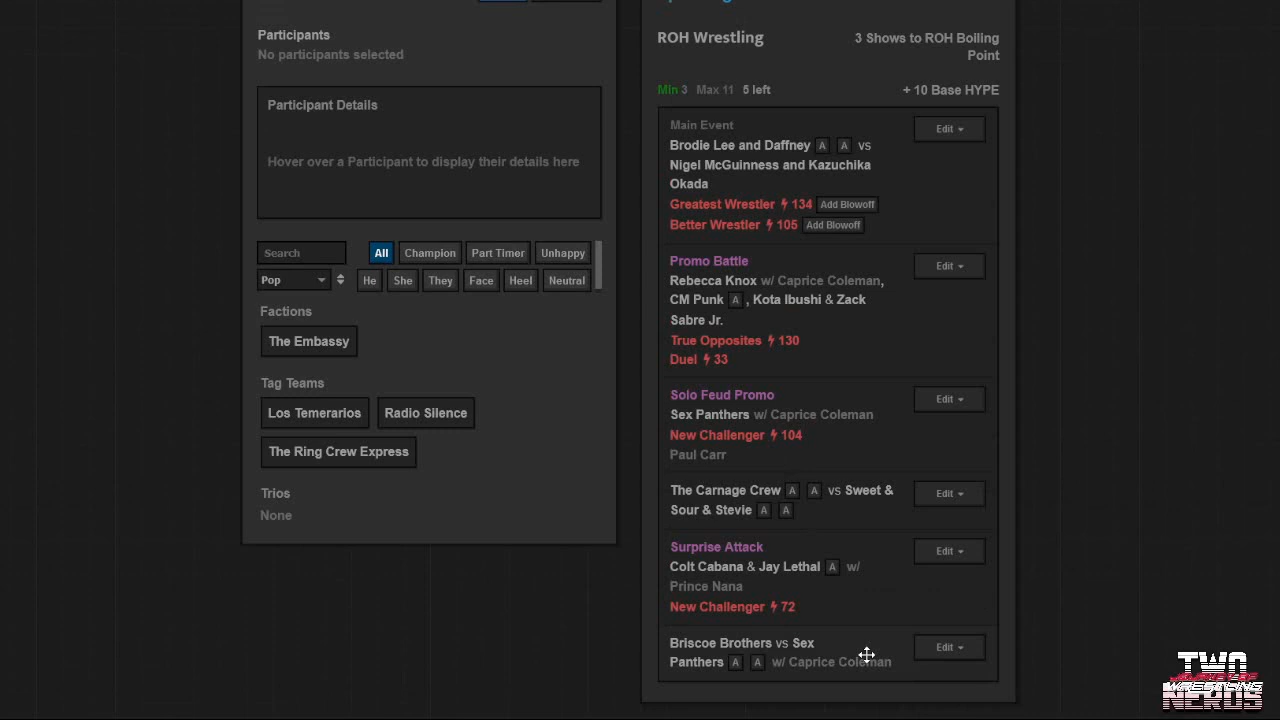 Participants
No participants selected
Participant Details
Hover over a Participant to display their details here
Search
All
Champion
Part Timer
Unhappy
Pop
He
She
They
Face
Heel
Neutral
Factions
The Embassy
Tag Teams
Los Temerarios
Radio Silence
The Ring Crew Express
Trios
None
ROH Wrestling
3 Shows to ROH Boiling
Point
Min 3 Max 11 5 left
+ 10 Base HYPE
Main Event
Edit
Brodie Lee and Daffney A A vs
Nigel McGuinness and Kazuchika
Okada
Greatest Wrestler 134 Add Blowoff
Better Wrestler 105 Add Blowoff
Promo Battle
Edit
Rebecca Knox w/ Caprice Coleman,
CM Punk A , Kota Ibushi & Zack
Sabre Jr.
True Opposites 130
Duel 33
Solo Feud Promo
Edit
Sex Panthers w/ Caprice Coleman
New Challenger 104
Paul Carr
The Carnage Crew A A vs Sweet &
Edit
Sour & Stevie A A
Surprise Attack
Edit
Colt Cabana & Jay Lethal A w/
Prince Nana
New Challenger 72
Briscoe Brothers vs Sex
Edit
Panthers A A w/ Caprice Coleman
TWO
WRESTLING
NERDS